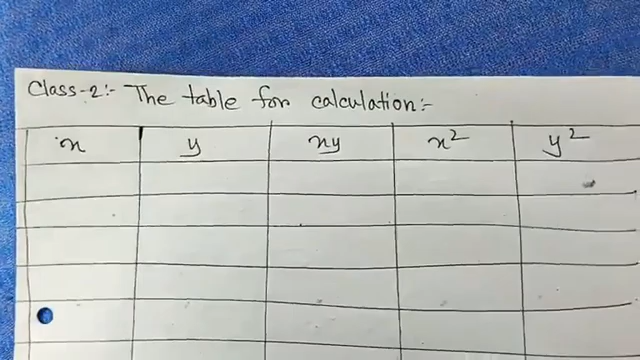 Class-2:- The table for calculation:-
x y xy x² y²